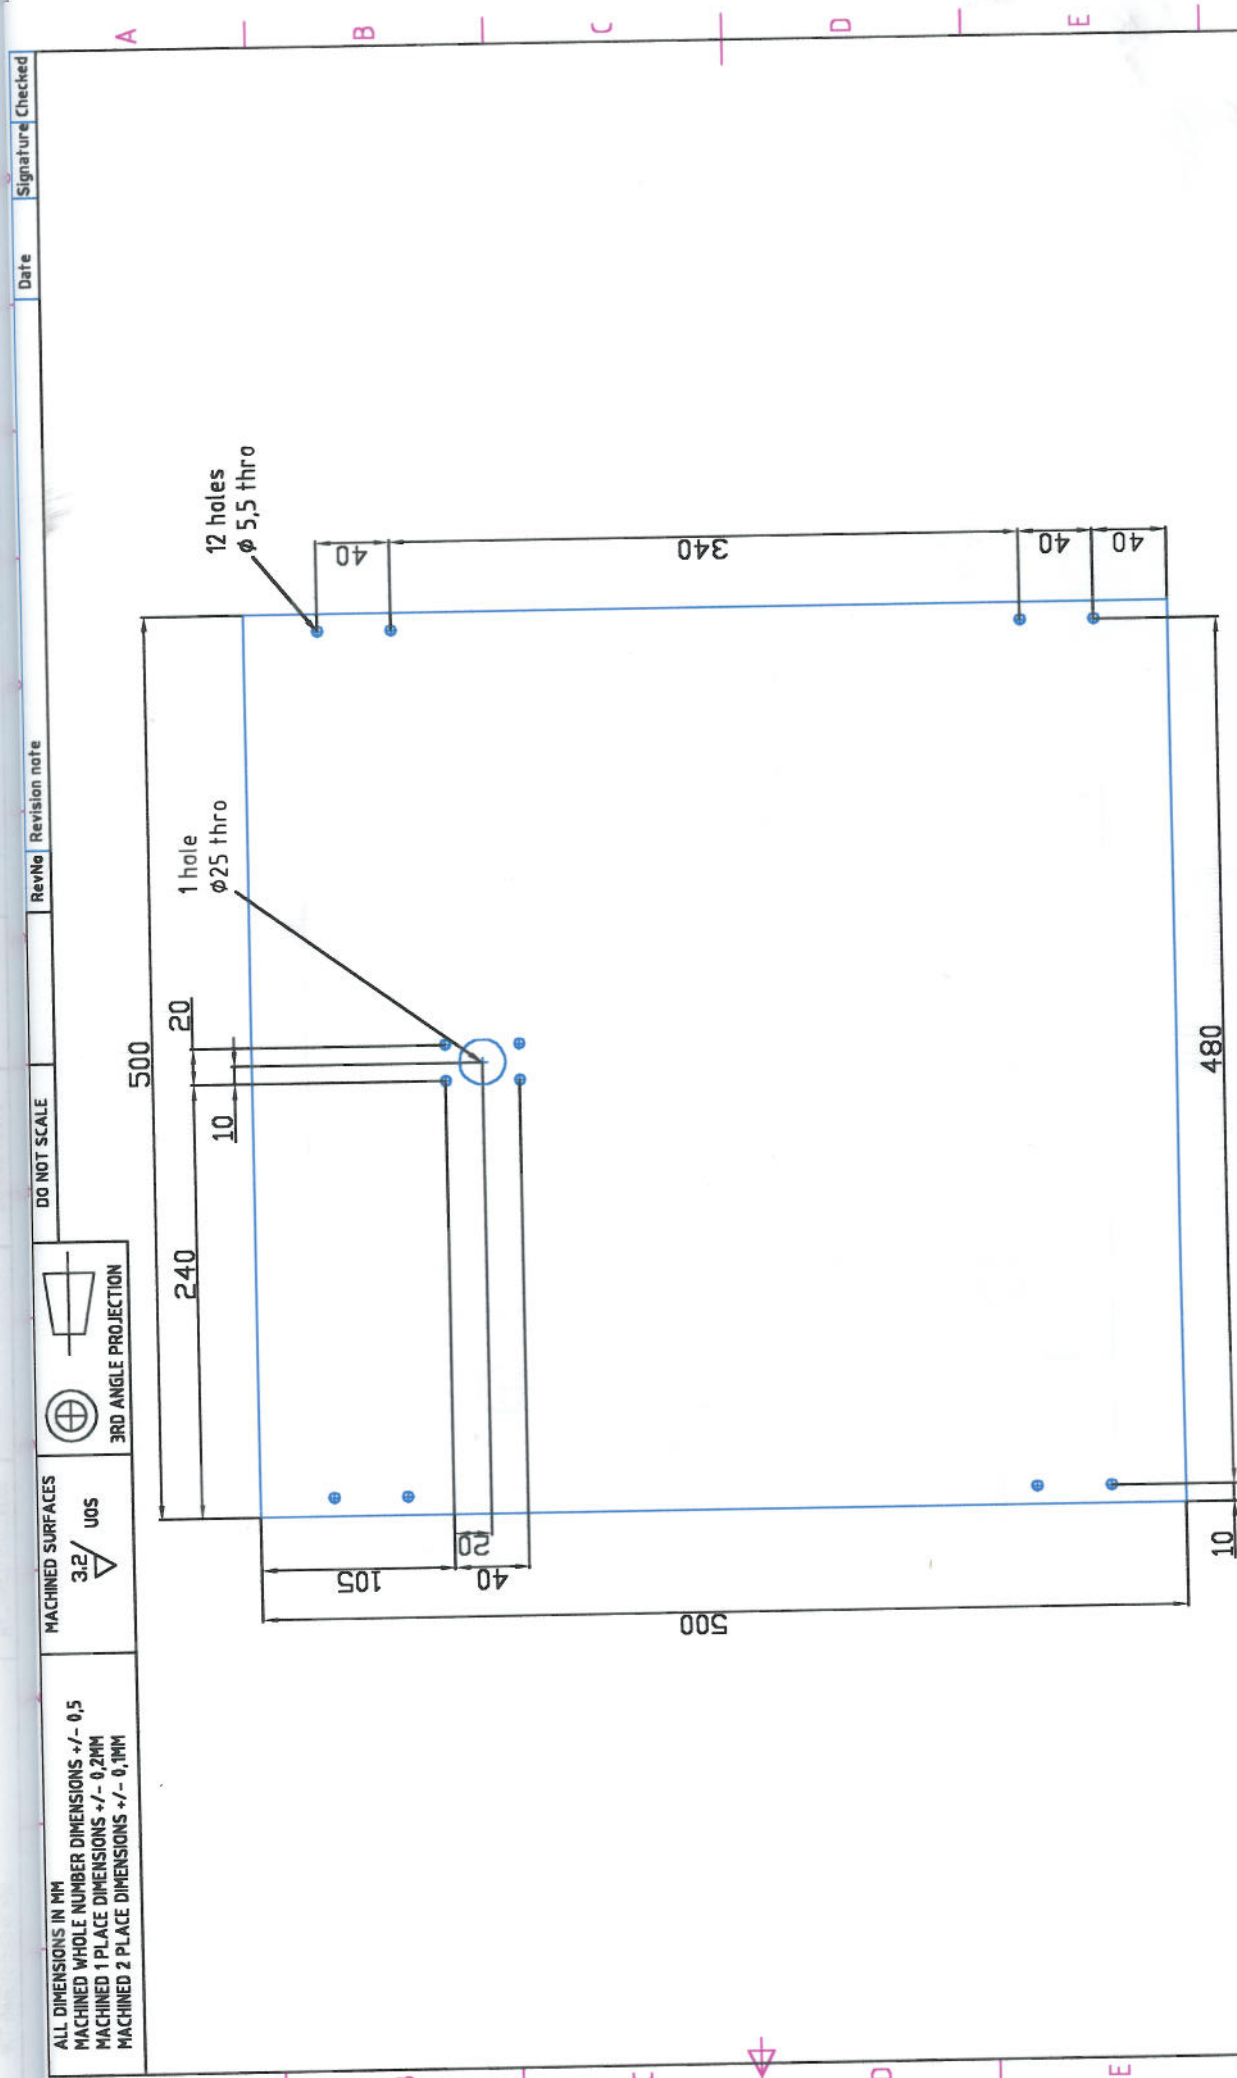 ALL DIMENSIONS IN MM
MACHINED WHOLE NUMBER DIMENSIONS +/- 0,5
MACHINED 1 PLACE DIMENSIONS +/- 0,2MM
MACHINED 2 PLACE DIMENSIONS +/- 0,1MM
MACHINED SURFACES
3.2/ UOS
3RD ANGLE PROJECTION
DO NOT SCALE
RevNo
Revision note
Date
Signature
Checked
A
B
C
D
E
500
240
20
10
1 hole
φ25 thro
12 holes
φ 5,5 thro
40
340
40
40
105
20
40
500
480
10
D
E